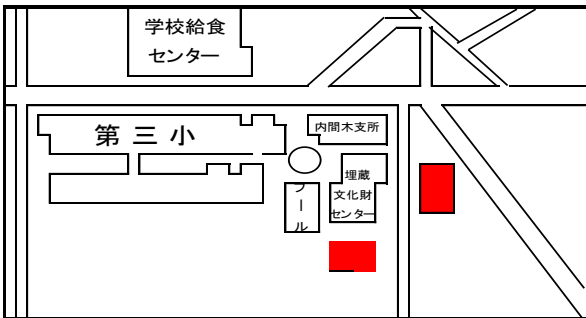 学校給食
センター
第三小
内間木支所
埋蔵
文化財
センター
プール